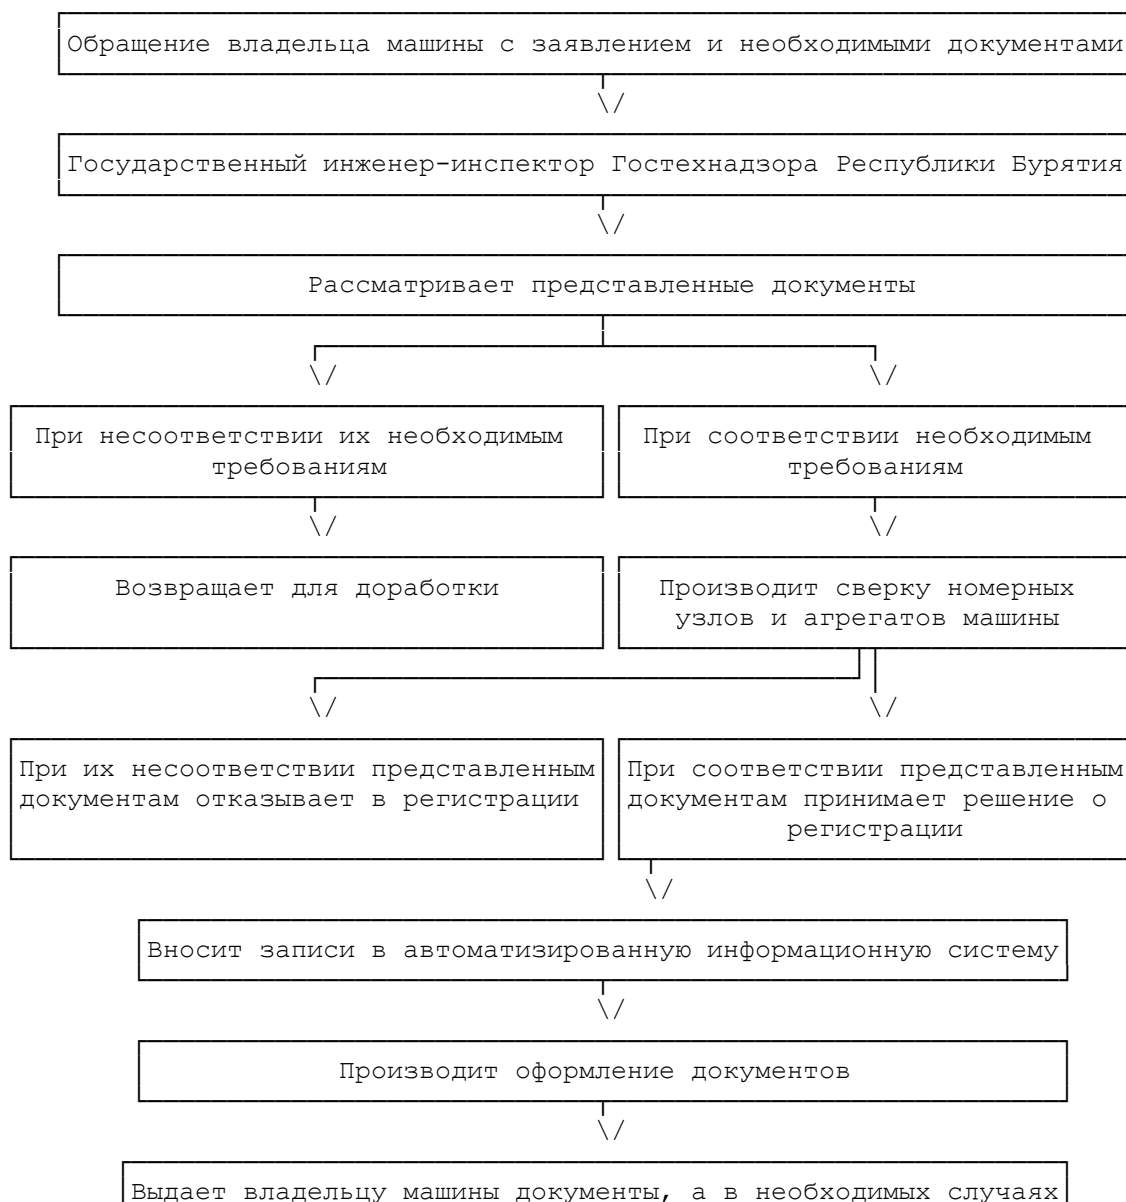 Обращение владельца машины с заявлением и необходимыми документами
Государственный инженер-инспектор Гостехнадзора Республики Бурятия
Рассматривает представленные документы
При несоответствии их необходимым
требованиям
При соответствии необходимым
требованиям
Возвращает для доработки
Производит сверку номерных
узлов и агрегатов машины
При их несоответствии представленным
документам отказывает в регистрации
При соответствии представленным
документам принимает решение о
регистрации
Вносит записи в автоматизированную информационную систему
Производит оформление документов
Выдает владельцу машины документы, а в необходимых случаях